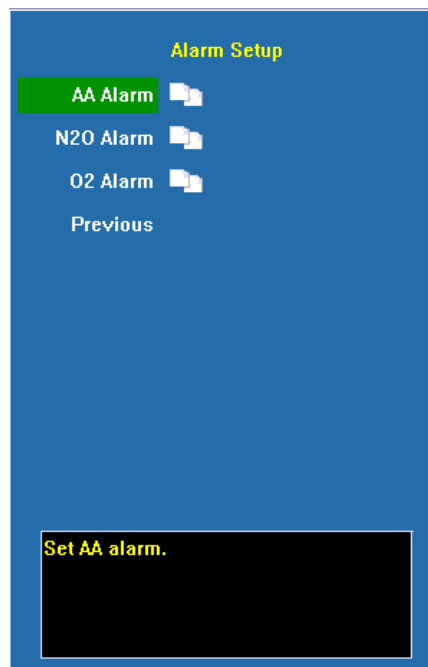 Alarm Setup
AA Alarm
N2O Alarm
O2 Alarm
Previous
Set AA alarm.